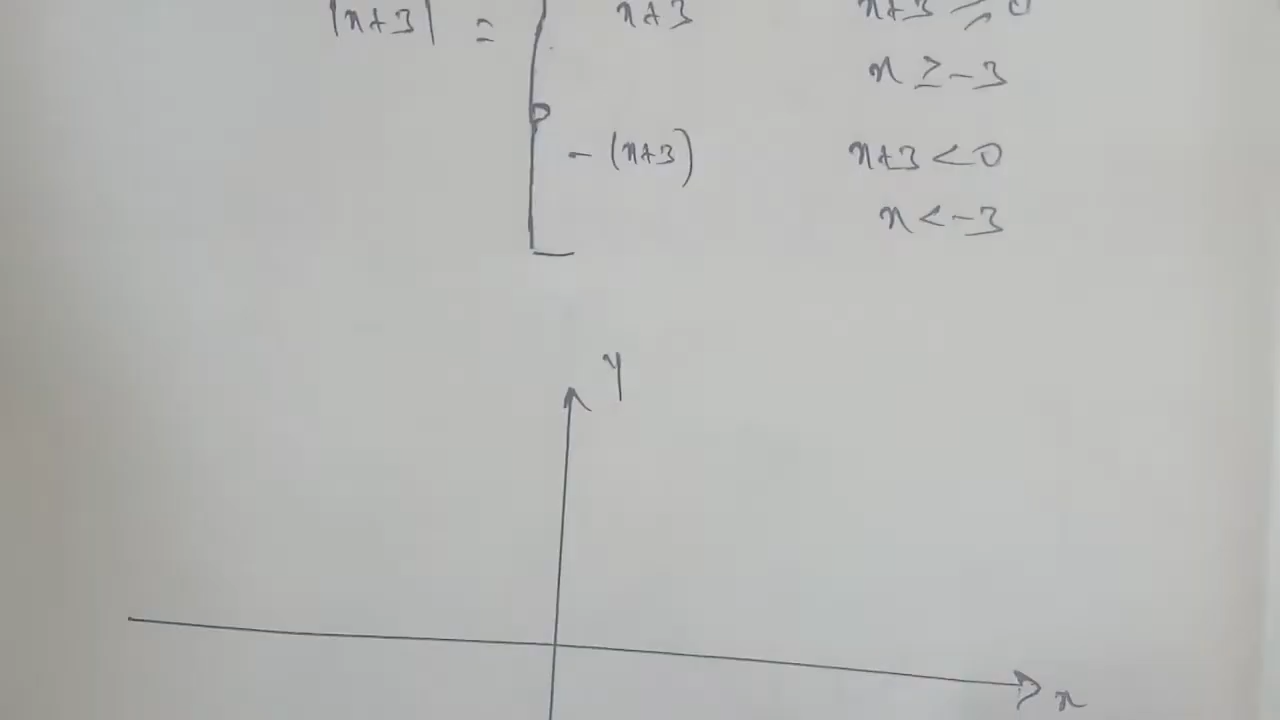 |x+3| = { x+3 x+3 ≥ 0
x ≥ -3
-(x+3) x+3 < 0
x < -3
y
x